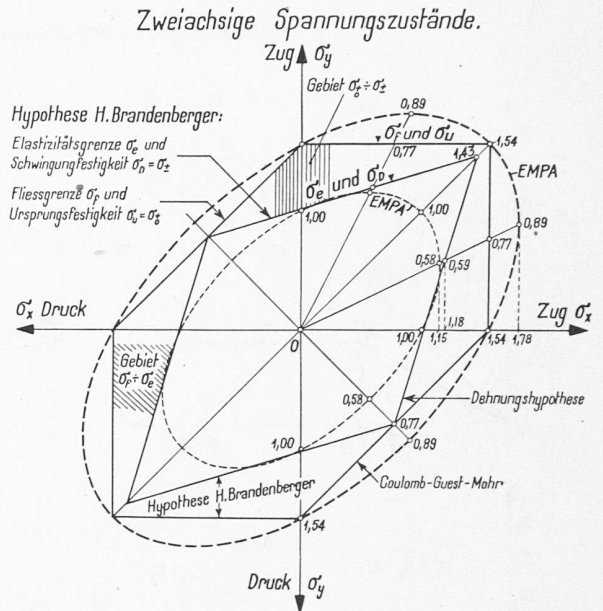 Zweiachsige Spannungszustände.
Zug σy
Gebiet σ₀⁺ ÷ σ±
0,89
Hypothese H. Brandenberger:
Elastizitätsgrenze σe und
Schwingungfestigkeit σD = σ±
Fliessgrenze σf und
Ursprungsfestigkeit σu = σ₀⁺
σf und σu
0,77
1,54
1,43
EMPA
σe und σD
EMPA
1,00
1,00
0,89
0,77
0,58
0,59
σx Druck
Zug σx
0
1,00
1,15
1,18
1,54
1,78
Gebiet
σP ÷ σe
0,58
0,77
Dehnungshypothese
0,89
1,00
Hypothese H. Brandenberger
Coulomb-Guest-Mohr
1,54
Druck σy